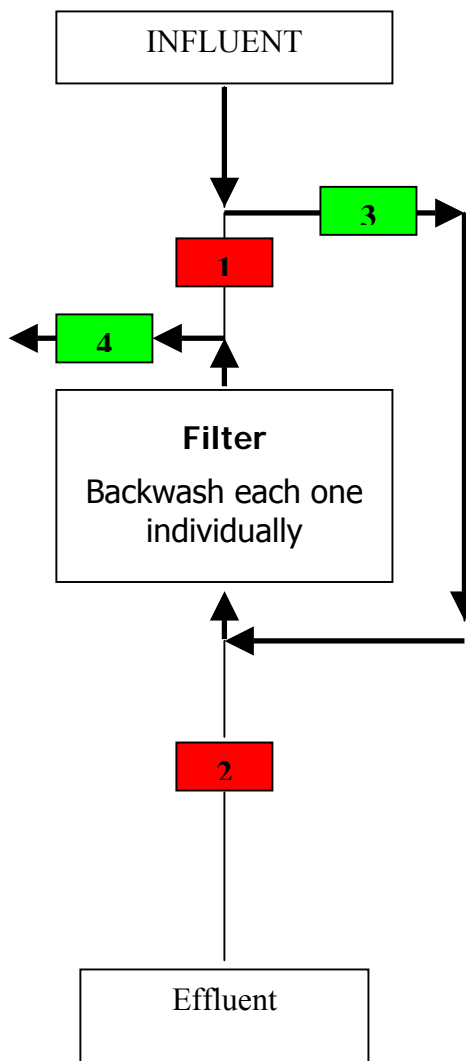 INFLUENT
3
1
4
Filter
Backwash each one
individually
2
Effluent